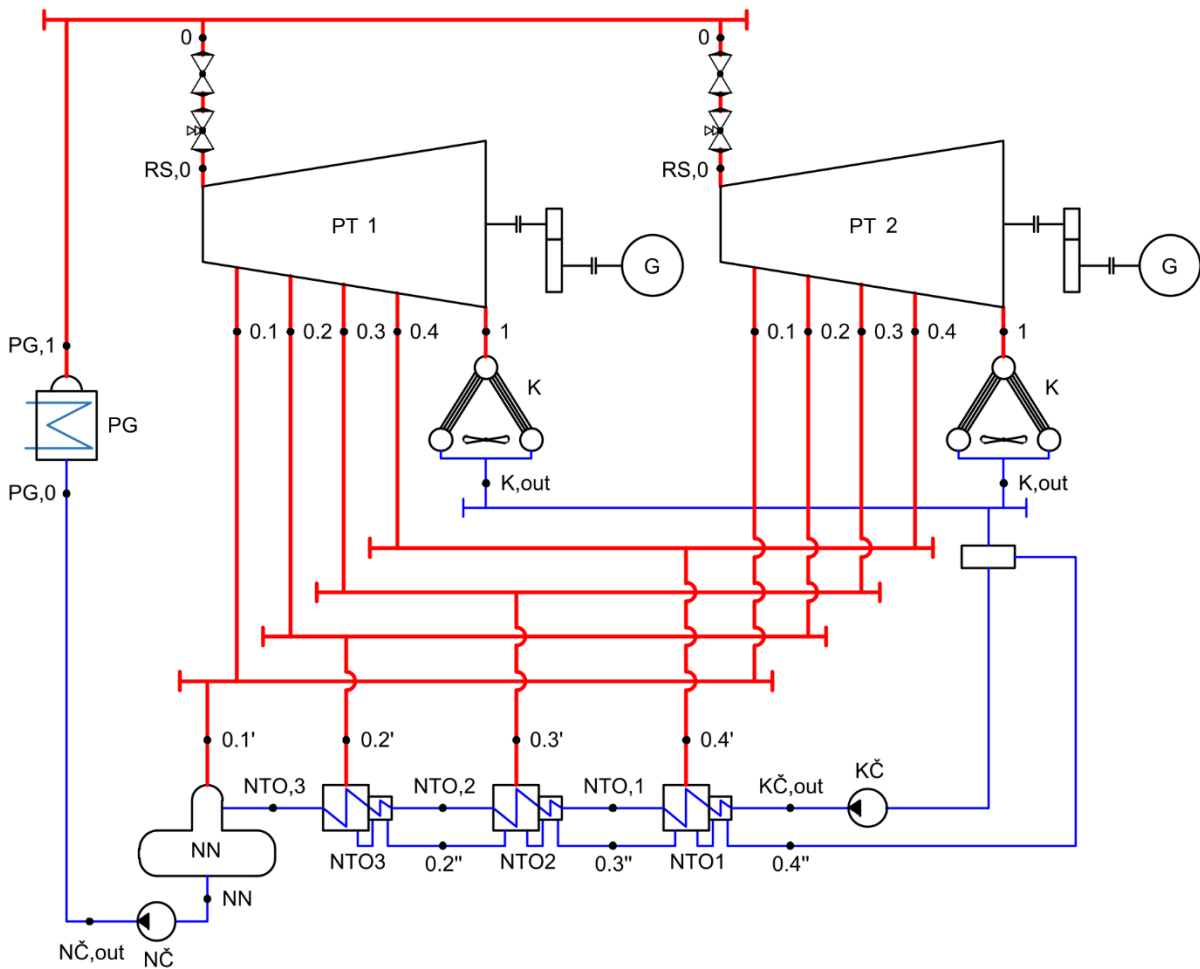 0 0
RS,0 RS,0
PT 1 PT 2
G G
0.1 0.2 0.3 0.4 1 0.1 0.2 0.3 0.4 1
PG,1
K K
PG
K,out K,out
PG,0
0.1' 0.2' 0.3' 0.4'
NTO,3 NTO,2 NTO,1 KČ,out KČ
NN
NTO3 0.2'' NTO2 0.3'' NTO1 0.4''
NN
NČ,out NČ